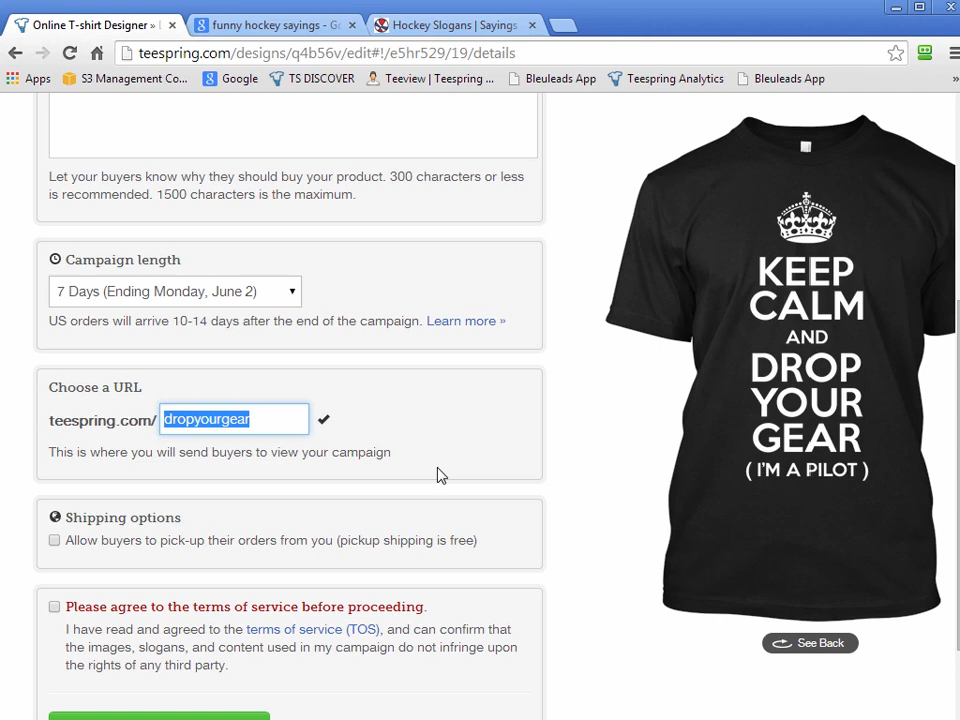 Online T-shirt Designer » D
funny hockey sayings - Go
Hockey Slogans | Sayings
teespring.com/designs/q4b56v/edit#!/e5hr529/19/details
Apps
S3 Management Co...
Google
TS DISCOVER
Teeview | Teespring ...
Bleuleads App
Teespring Analytics
Bleuleads App
»
Let your buyers know why they should buy your product. 300 characters or less
is recommended. 1500 characters is the maximum.
Campaign length
7 Days (Ending Monday, June 2)
US orders will arrive 10-14 days after the end of the campaign. Learn more »
Choose a URL
teespring.com/ dropyourgear
This is where you will send buyers to view your campaign
Shipping options
Allow buyers to pick-up their orders from you (pickup shipping is free)
Please agree to the terms of service before proceeding.
I have read and agreed to the terms of service (TOS), and can confirm that
the images, slogans, and content used in my campaign do not infringe upon
the rights of any third party.
KEEP
CALM
AND
DROP
YOUR
GEAR
( I'M A PILOT )
See Back